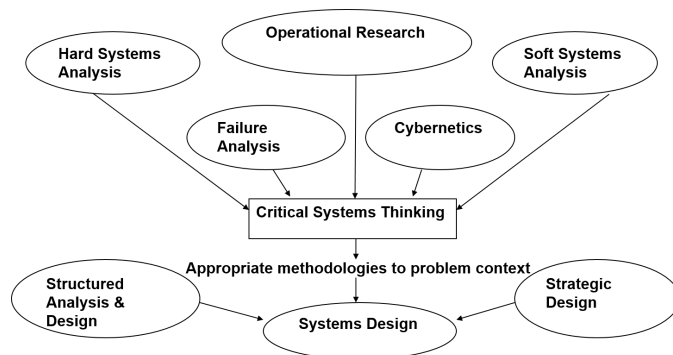 Operational Research
Hard Systems
Analysis
Soft Systems
Analysis
Failure
Analysis
Cybernetics
Critical Systems Thinking
Appropriate methodologies to problem context
Structured
Analysis &
Design
Systems Design
Strategic
Design